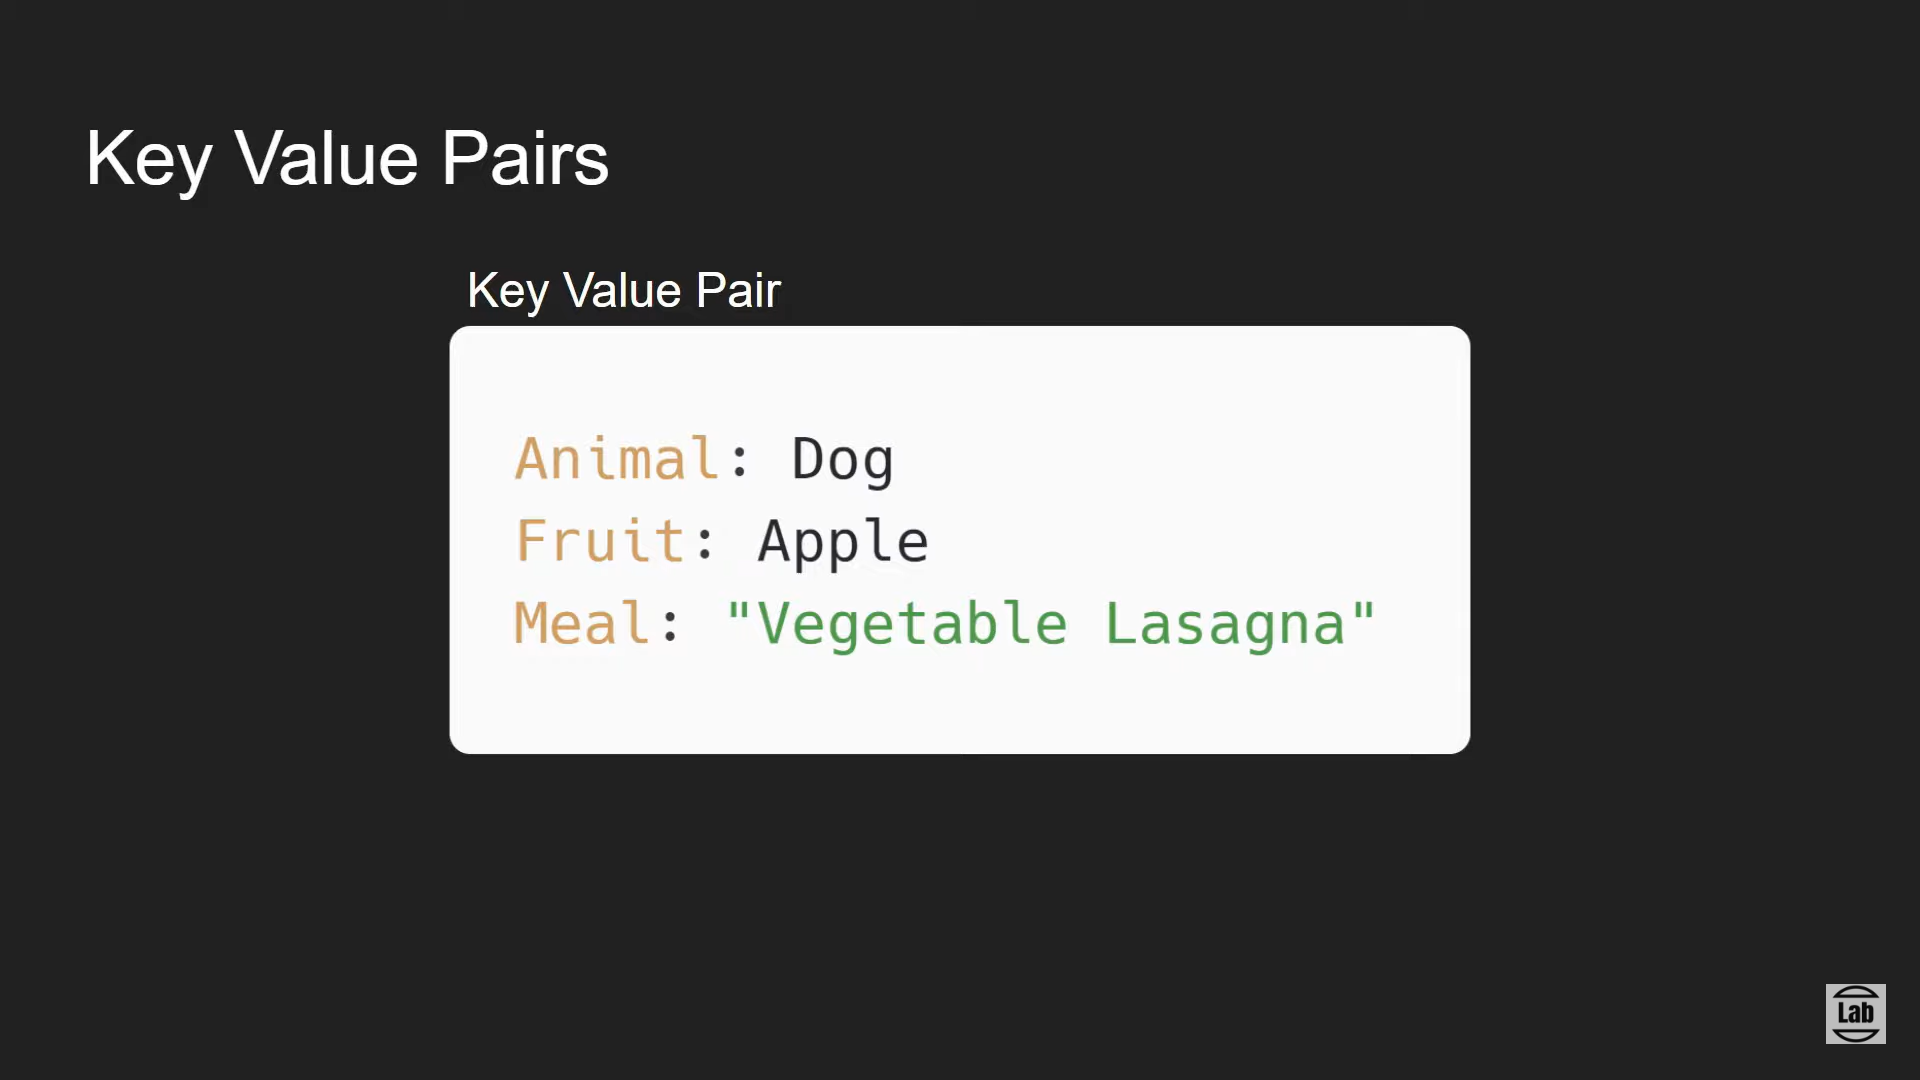 Key Value Pairs
Key Value Pair
Animal: Dog
Fruit: Apple
Meal: "Vegetable Lasagna"
Lab